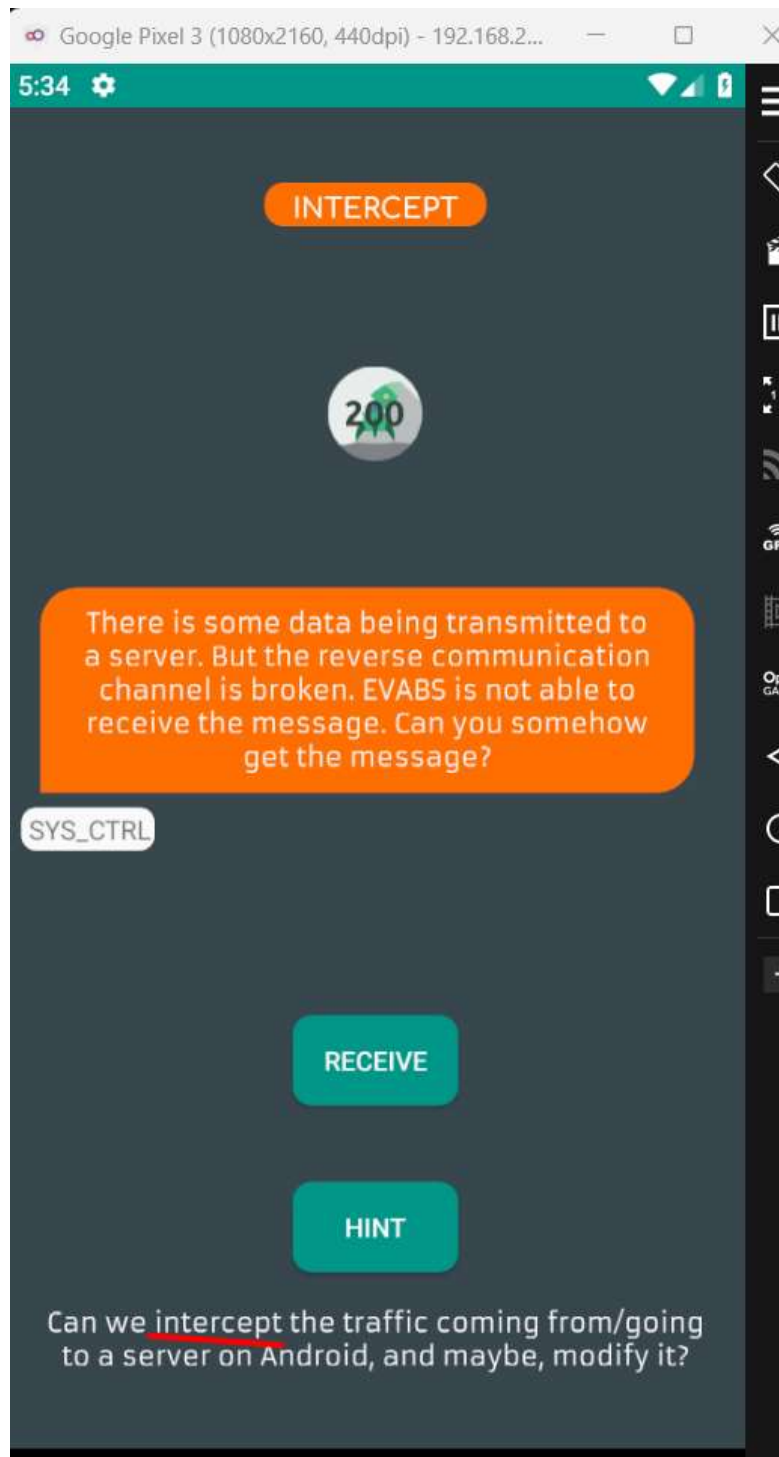 Google Pixel 3 (1080x2160, 440dpi) - 192.168.2...
5:34
INTERCEPT
200
There is some data being transmitted to
a server. But the reverse communication
channel is broken. EVABS is not able to
receive the message. Can you somehow
get the message?
SYS_CTRL
RECEIVE
HINT
Can we intercept the traffic coming from/going
to a server on Android, and maybe, modify it?